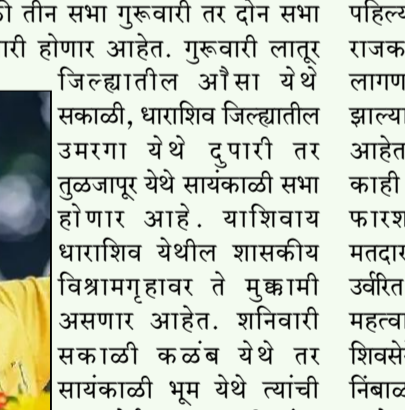 तीन सभा गुरूवारी तर दोन सभा
होणार आहेत. गुरूवारी लातूर
जिल्ह्यातील औसा येथे
सकाळी, धाराशिव जिल्ह्यातील
उमरगा येथे दुपारी तर
तुळजापूर येथे सायंकाळी सभा
होणार आहे. याशिवाय
धाराशिव येथील शासकीय
विश्रामगृहावर ते मुक्कामी
असणार आहेत. शनिवारी
सकाळी कळंब येथे तर
सायंकाळी भूम येथे त्यांची
पहिल्य
राजक
लागण
झाल्या
आहेत
काही
फारश
मतदार
उर्वरित
महत्वा
शिवसे
निंबाळ